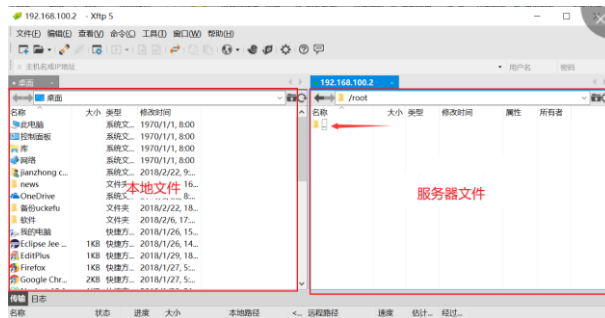 192.168.100.2 - Xftp 5
文件(F) 编辑(E) 查看(V) 命令(C) 工具(T) 窗口(W) 帮助(H)
主机名或IP地址 用户名 密码
桌面 192.168.100.2
桌面 /root
名称 大小 类型 修改时间 名称 大小 类型 修改时间 属性 所有者
此电脑 系统文... 1970/1/1, 8:00
控制面板 系统文... 1970/1/1, 8:00
库 系统文... 1970/1/1, 8:00
网络 系统文... 1970/1/1, 8:00
jianzhong c... 系统文... 2018/2/22, 9:...
news 文件夹 16...
本地文件
服务器文件
OneDrive 系统文... 8:...
备份uckefu 文件夹 2018/2/22, 18...
软件 文件夹 2018/2/6, 17:...
我的电脑 快捷方... 2018/1/26, 15...
Eclipse Jee ... 1KB 快捷方... 2018/1/26, 14...
EditPlus 1KB 快捷方... 2018/1/29, 18...
Firefox 1KB 快捷方... 2018/1/27, 5:...
Google Chr... 2KB 快捷方... 2018/1/27, 5:...
传输 日志
名称 状态 进度 大小 本地路径 <... 远程路径 速度 估计... 经过...